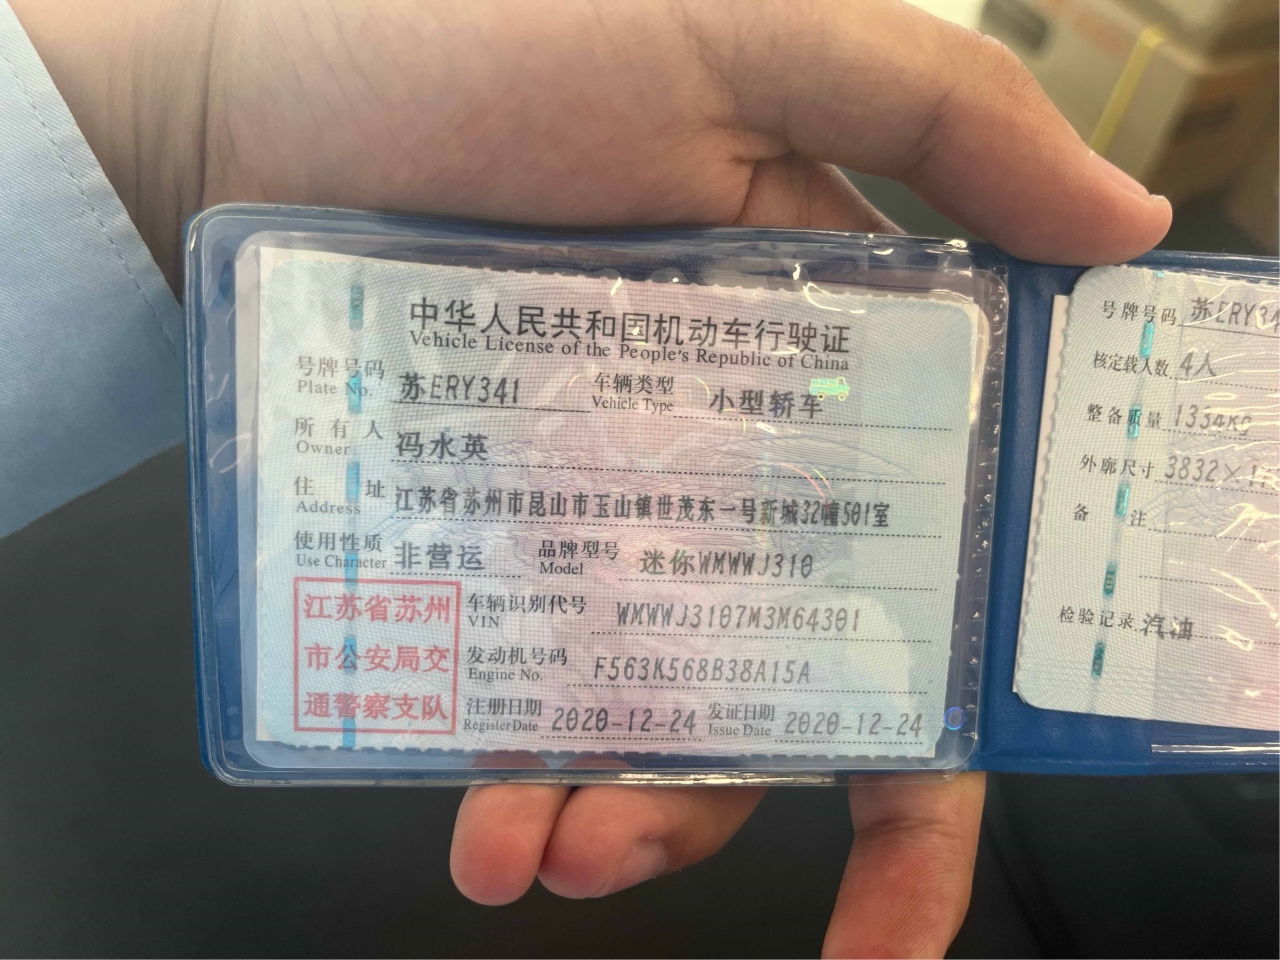 中华人民共和国机动车行驶证
Vehicle License of the People's Republic of China
号牌号码 苏ERY341 车辆类型 小型轿车
Plate No. Vehicle Type
所有人 冯水英
Owner
住址 江苏省苏州市昆山市玉山镇世茂东一号新城32幢501室
Address
使用性质 非营运 品牌型号 迷你WMWWJ310
Use Character Model
江苏省苏州
市公安局交
通警察支队
车辆识别代号 WMWWJ3107M3M64301
VIN
发动机号码 F563K568B38A15A
Engine No.
注册日期 2020-12-24 发证日期 2020-12-24
Register Date Issue Date
号牌号码 苏ERY34
核定载人数 4人
整备质量 1334KG
外廓尺寸 3832×
备注
检验记录 汽油